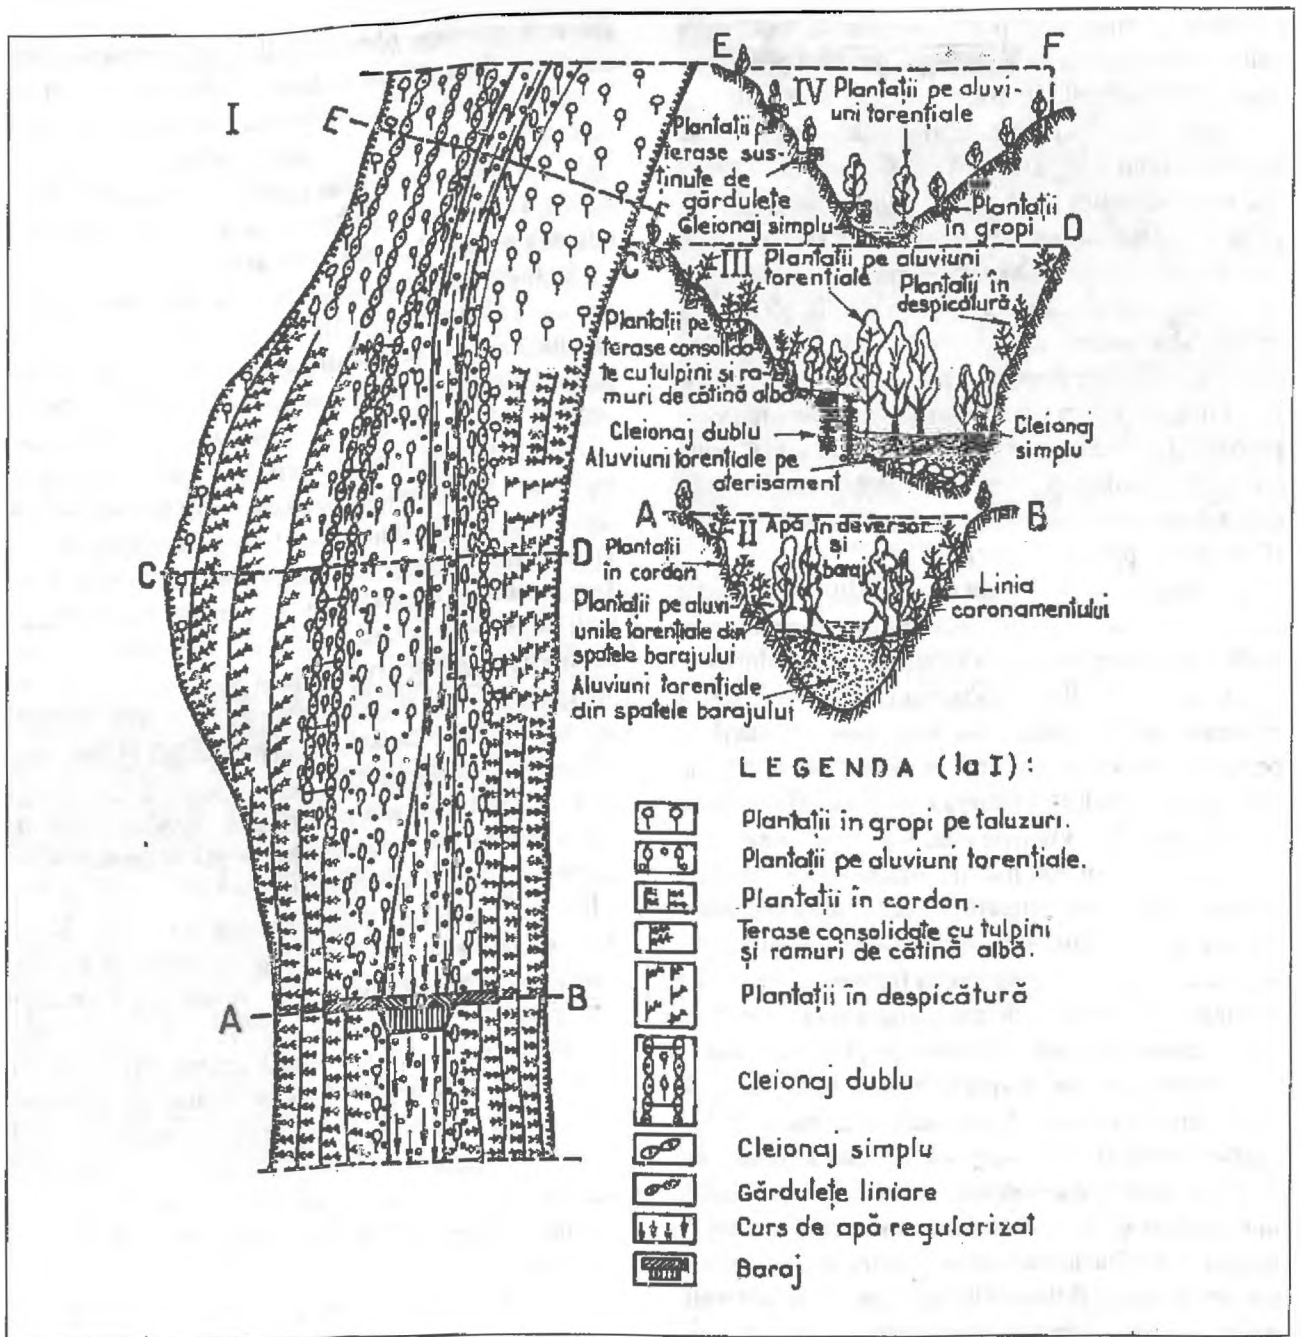 I
E
F
C
D
A
B
E
F
IV Plantații pe aluvi-
uni torențiale
Plantații pe
terase sus-
ținute de
gărdulețe
Cleionaj simplu
Plantații
în gropi
C
D
III Plantații pe aluviuni
torențiale
Plantații în
despicătură
Plantații pe
terase consolida-
te cu tulpini și ra-
muri de cătină albă
Cleionaj dublu
Cleionaj
simplu
Aluviuni torențiale pe
aterisament
A
B
II Apă în deversor
și
baraj
Plantații
în cordon
Linia
coronamentului
Plantații pe aluvi-
unile torențiale din
spatele barajului
Aluviuni torențiale
din spatele barajului
LEGENDA (la I):
Plantații în gropi pe taluzuri.
Plantații pe aluviuni torențiale.
Plantații în cordon.
Terase consolidate cu tulpini
și ramuri de cătină albă.
Plantații în despicătură
Cleionaj dublu
Cleionaj simplu
Gărdulețe liniare
Curs de apă regularizat
Baraj